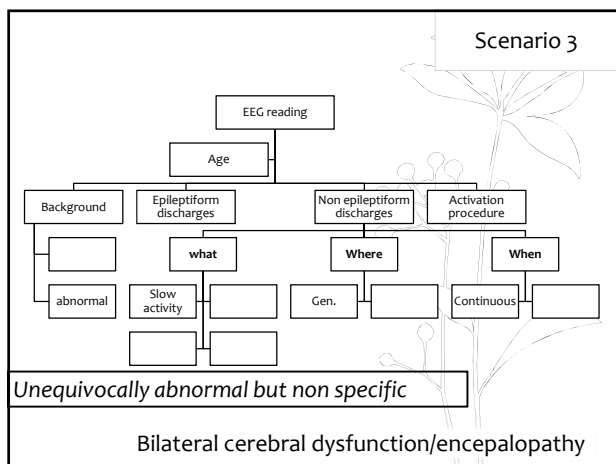 Scenario 3
EEG reading
Age
Background
Epileptiform
discharges
Non epileptiform
discharges
Activation
procedure
what
Where
When
abnormal
Slow
activity
Gen.
Continuous
Unequivocally abnormal but non specific
Bilateral cerebral dysfunction/encepalopathy